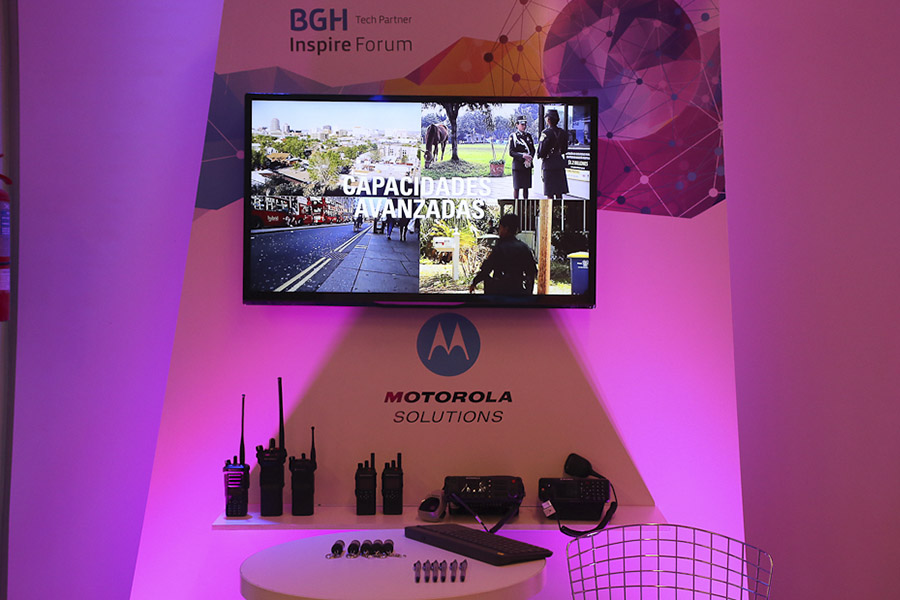 BGH Tech Partner
Inspire Forum
CAPACIDADES
AVANZADAS
MOTOROLA
SOLUTIONS